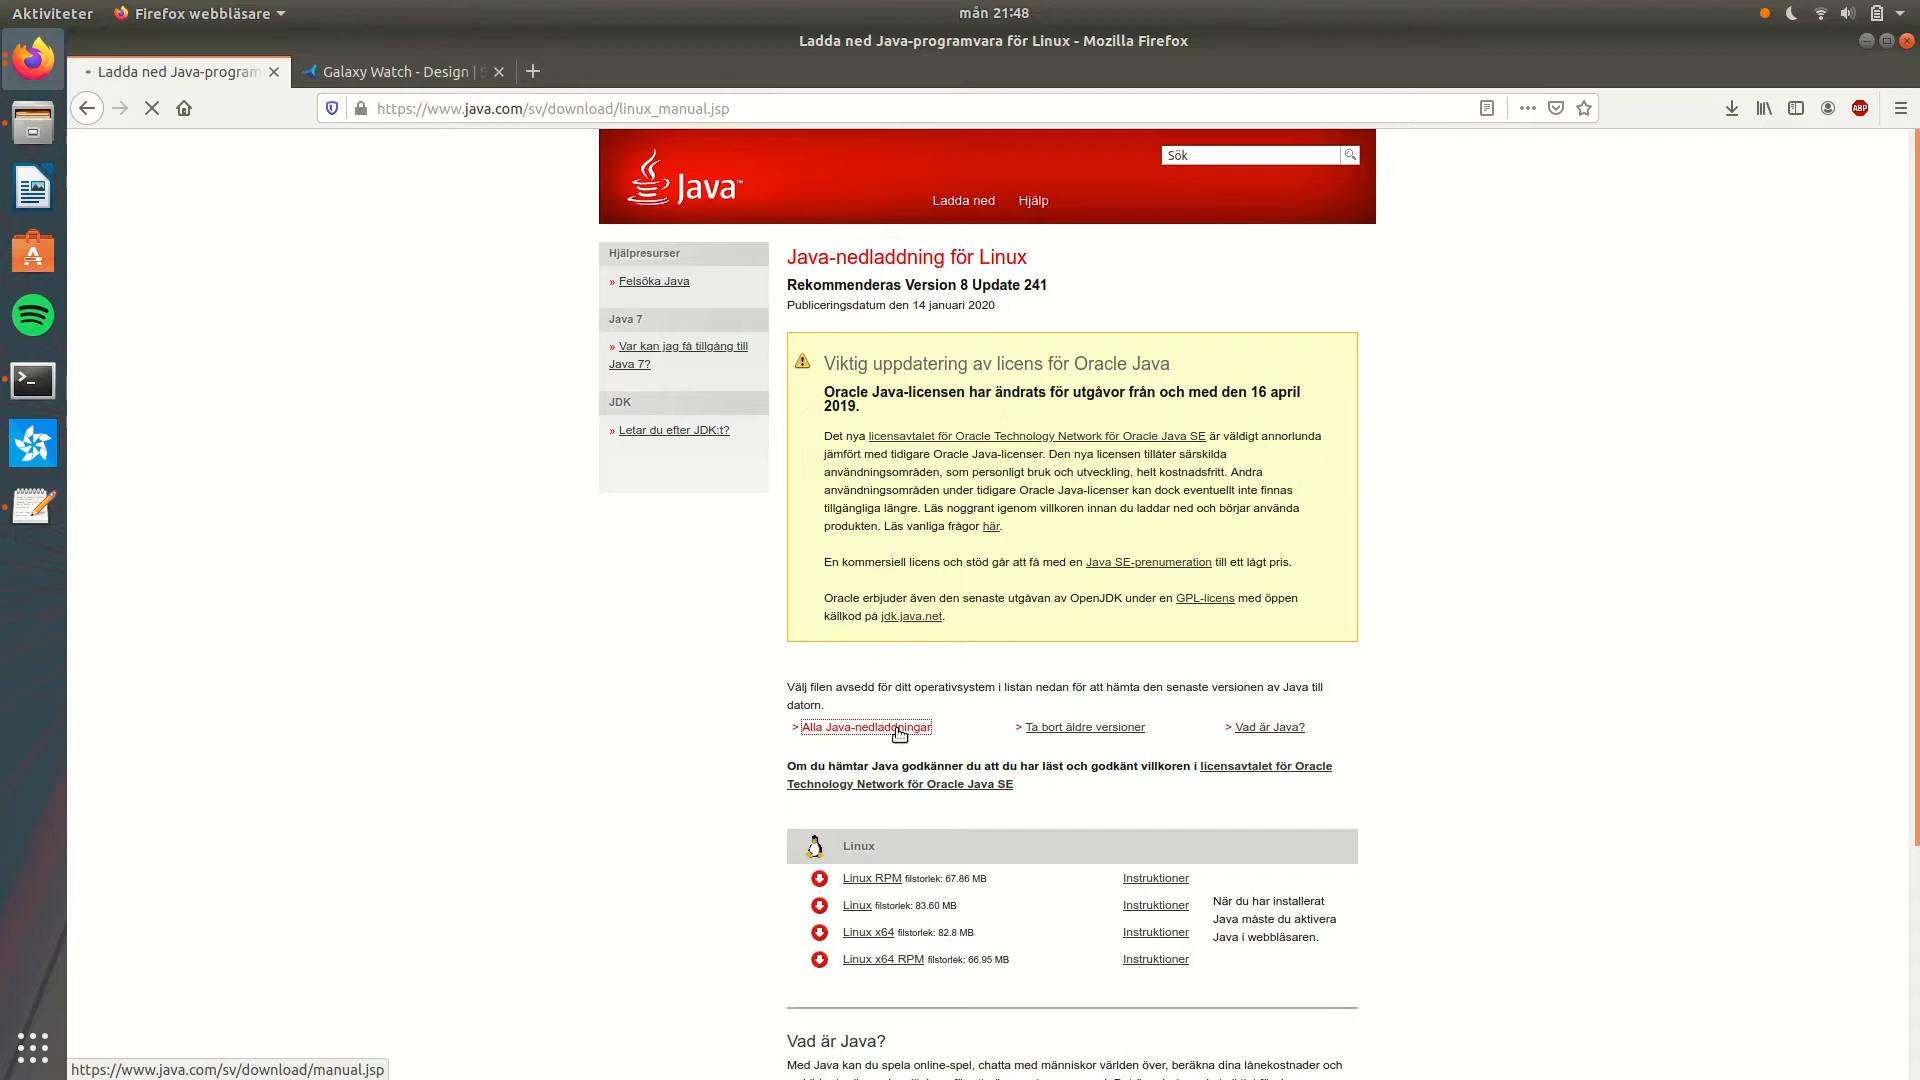 Aktiviteter
Firefox webbläsare
mån 21:48
Ladda ned Java-programvara för Linux - Mozilla Firefox
Ladda ned Java-program
Galaxy Watch - Design |
https://www.java.com/sv/download/linux_manual.jsp
ABP
Java™
Sök
Ladda ned
Hjälp
Hjälpresurser
» Felsöka Java
Java 7
» Var kan jag få tillgång till
Java 7?
JDK
» Letar du efter JDK:t?
Java-nedladdning för Linux
Rekommenderas Version 8 Update 241
Publiceringsdatum den 14 januari 2020
Viktig uppdatering av licens för Oracle Java
Oracle Java-licensen har ändrats för utgåvor från och med den 16 april
2019.
Det nya licensavtalet för Oracle Technology Network för Oracle Java SE är väldigt annorlunda
jämfört med tidigare Oracle Java-licenser. Den nya licensen tillåter särskilda
användningsområden, som personligt bruk och utveckling, helt kostnadsfritt. Andra
användningsområden under tidigare Oracle Java-licenser kan dock eventuellt inte finnas
tillgängliga längre. Läs noggrant igenom villkoren innan du laddar ned och börjar använda
produkten. Läs vanliga frågor här.
En kommersiell licens och stöd går att få med en Java SE-prenumeration till ett lågt pris.
Oracle erbjuder även den senaste utgåvan av OpenJDK under en GPL-licens med öppen
källkod på jdk.java.net.
Välj filen avsedd för ditt operativsystem i listan nedan för att hämta den senaste versionen av Java till
datorn.
> Alla Java-nedladdningar
> Ta bort äldre versioner
> Vad är Java?
Om du hämtar Java godkänner du att du har läst och godkänt villkoren i licensavtalet för Oracle
Technology Network för Oracle Java SE
Linux
Linux RPM filstorlek: 67.86 MB
Instruktioner
Linux filstorlek: 83.60 MB
Instruktioner
Linux x64 filstorlek: 82.8 MB
Instruktioner
Linux x64 RPM filstorlek: 66.95 MB
Instruktioner
När du har installerat
Java måste du aktivera
Java i webbläsaren.
Vad är Java?
Med Java kan du spela online-spel, chatta med människor världen över, beräkna dina lånekostnader och
https://www.java.com/sv/download/manual.jsp